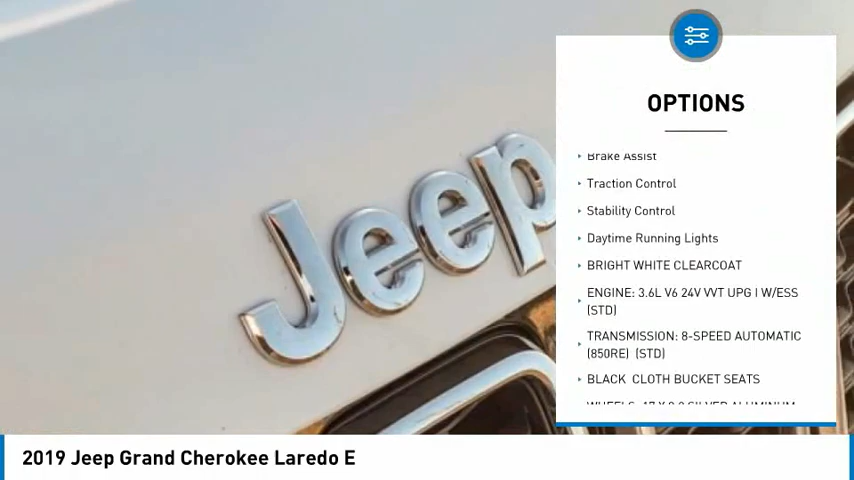 Jeep
OPTIONS
Brake Assist
Traction Control
Stability Control
Daytime Running Lights
BRIGHT WHITE CLEARCOAT
ENGINE: 3.6L V6 24V VVT UPG I W/ESS
(STD)
TRANSMISSION: 8-SPEED AUTOMATIC
(850RE) (STD)
BLACK CLOTH BUCKET SEATS
2019 Jeep Grand Cherokee Laredo E